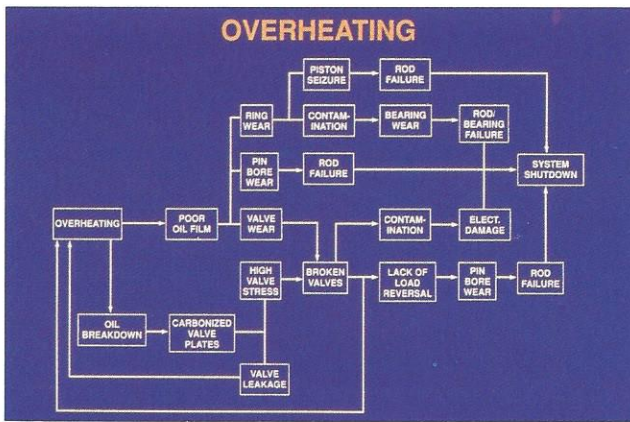 OVERHEATING
PISTON
SEIZURE
ROD
FAILURE
RING
WEAR
CONTAM-
INATION
BEARING
WEAR
ROD/
BEARING
FAILURE
PIN
BORE
WEAR
ROD
FAILURE
SYSTEM
SHUTDOWN
OVERHEATING
POOR
OIL FILM
VALVE
WEAR
CONTAM-
INATION
ELECT.
DAMAGE
HIGH
VALVE
STRESS
BROKEN
VALVES
LACK OF
LOAD
REVERSAL
PIN
BORE
WEAR
ROD
FAILURE
OIL
BREAKDOWN
CARBONIZED
VALVE
PLATES
VALVE
LEAKAGE